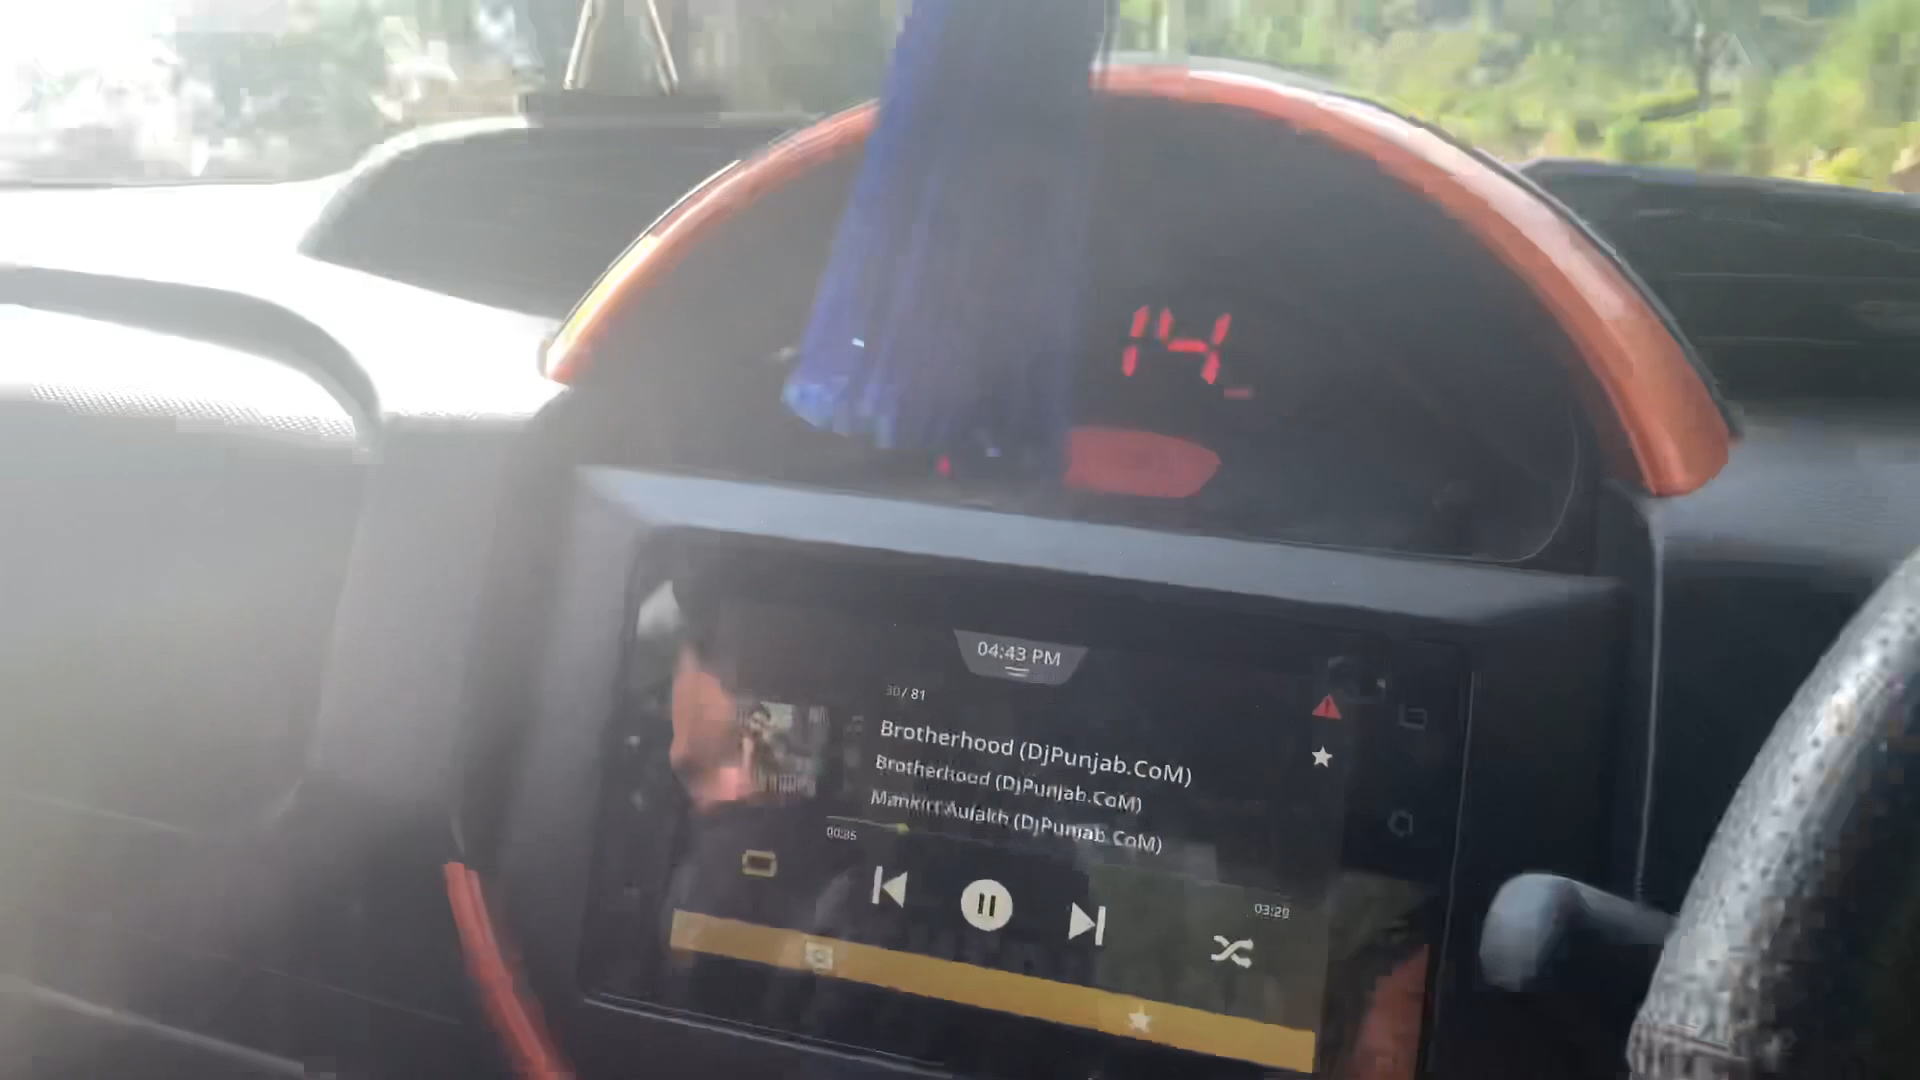 14
04:43 PM
30/ 81
Brotherhood (DjPunjab.CoM)
Brotherhood (DjPunjab.CoM)
Mankirt Aulakh (DjPunjab.CoM)
00:35
03:20